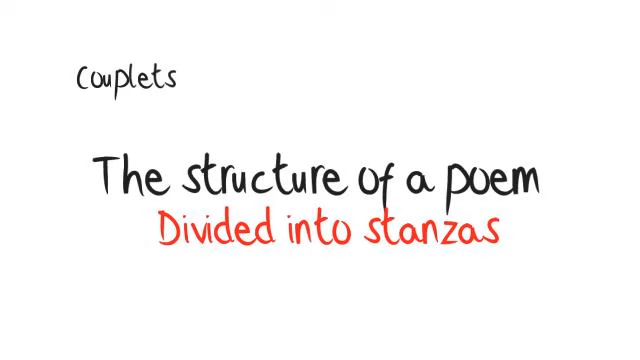 Couplets
The structure of a poem
Divided into stanzas